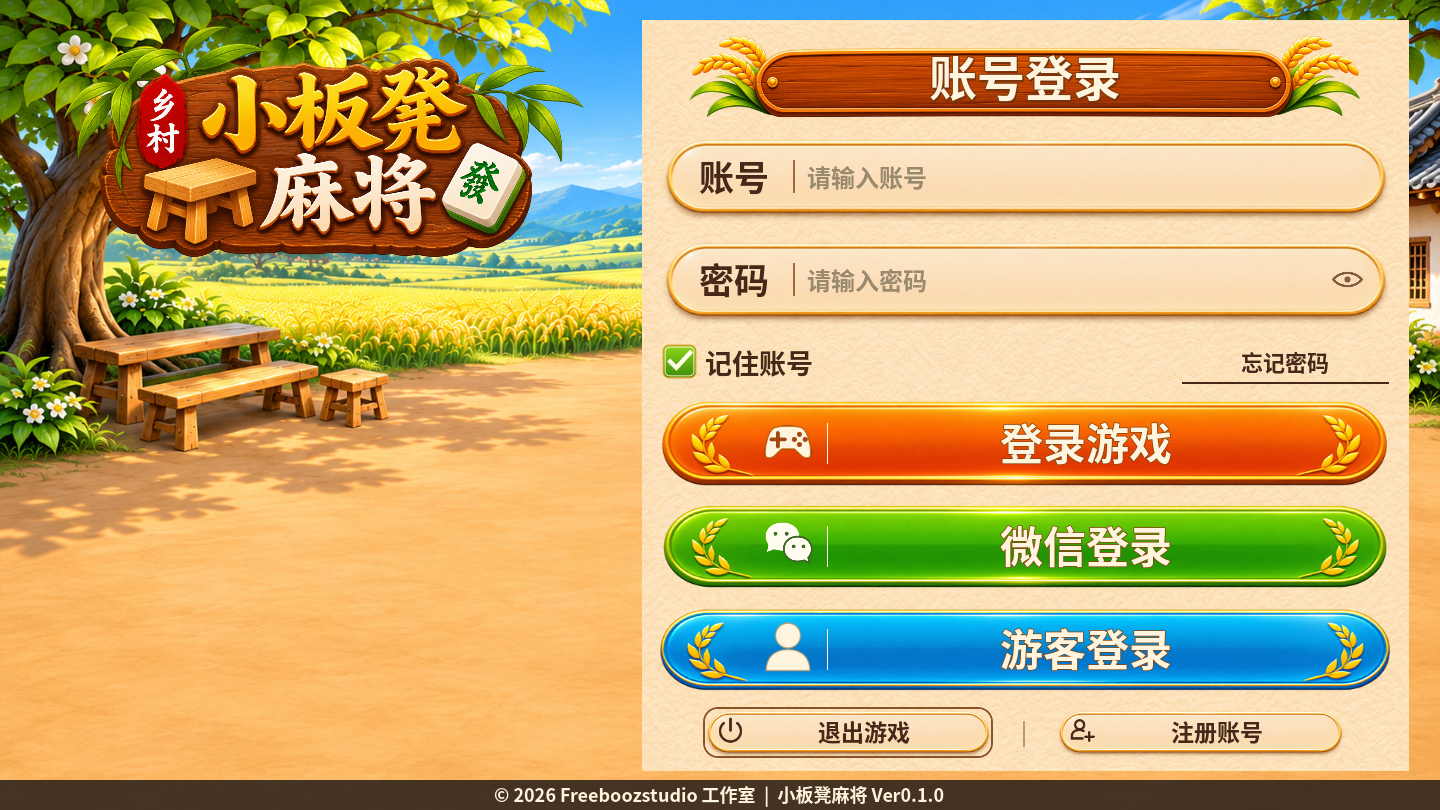 乡村
小板凳
麻将
發
账号登录
账号
请输入账号
密码
请输入密码
记住账号
忘记密码
登录游戏
微信登录
游客登录
退出游戏
注册账号
© 2026 Freeboozstudio 工作室 | 小板凳麻将 Ver0.1.0